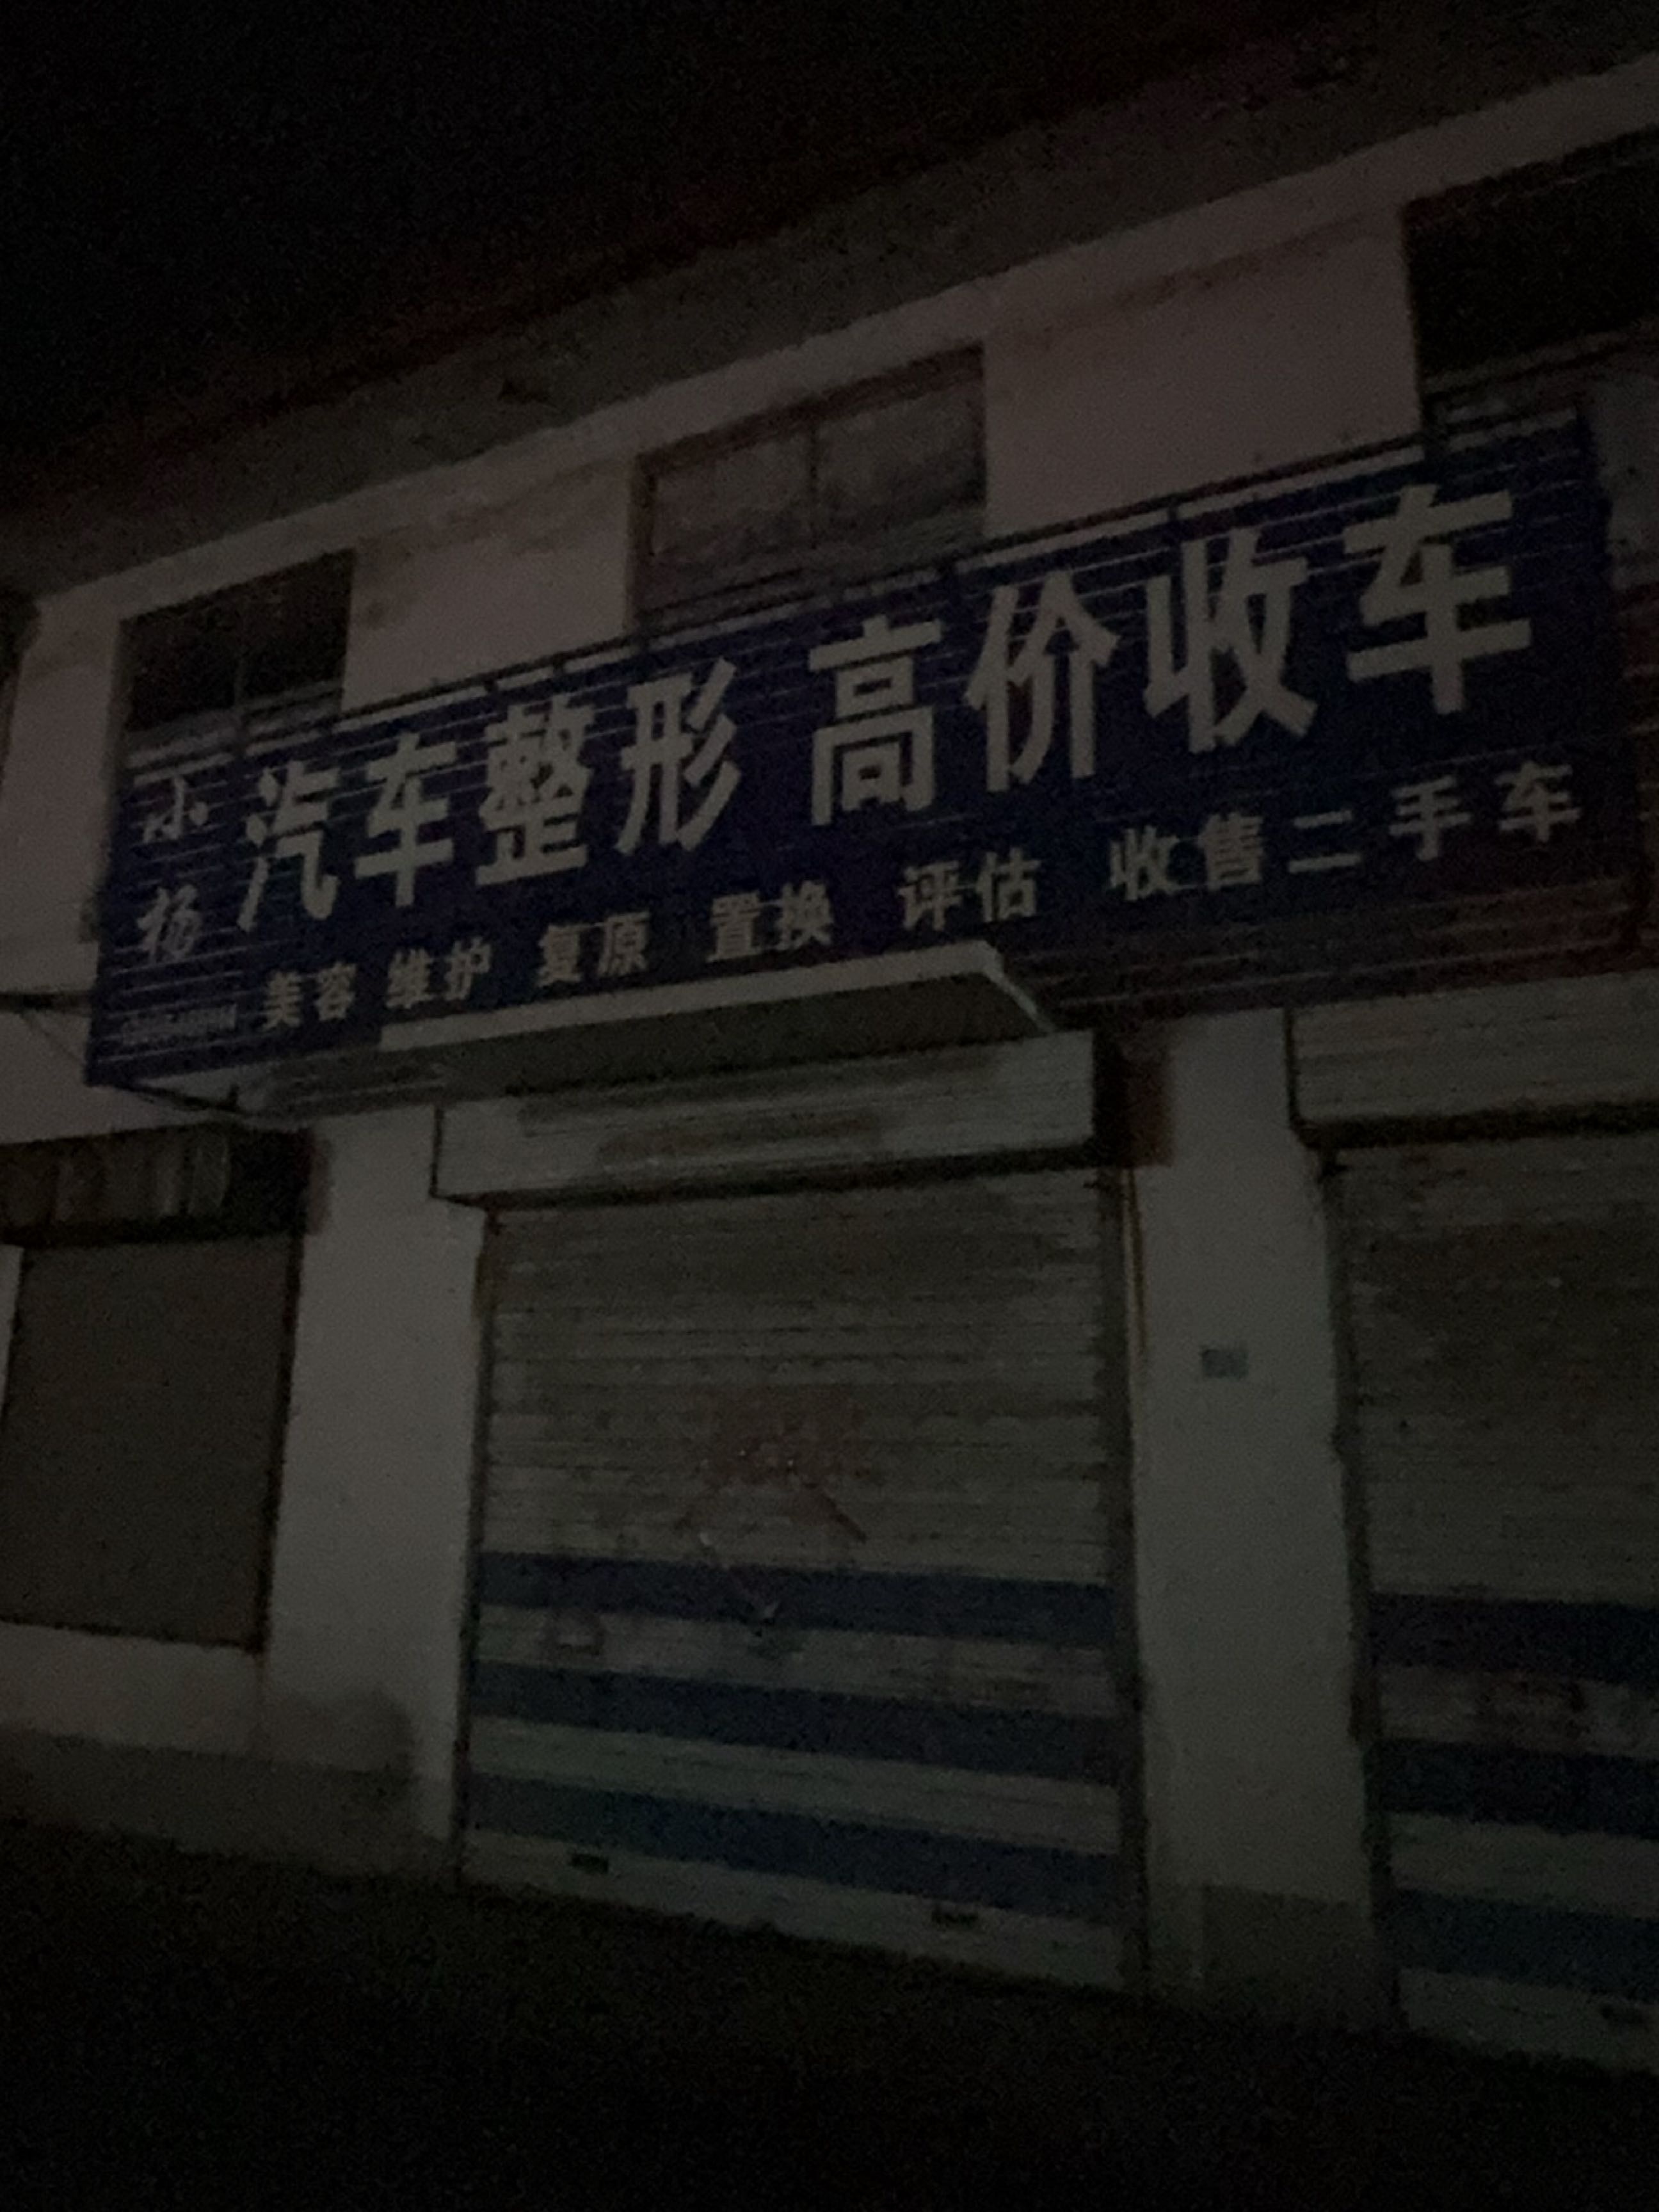 小杨
汽车整形 高价收车
美容 维护 复原 置换 评估 收售二手车